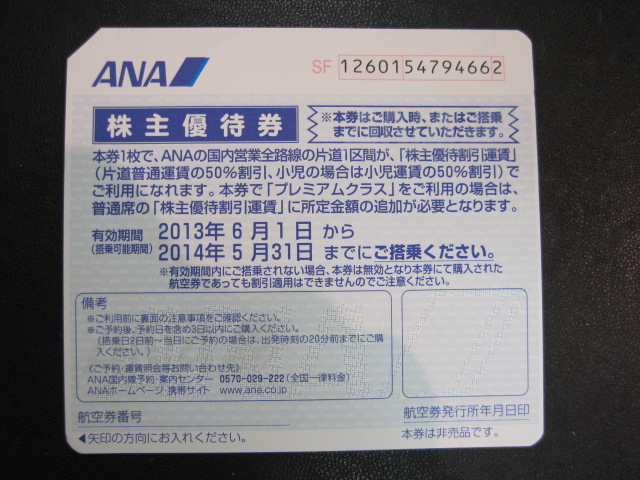 ANA
SF 1260154794662
株主優待券
※本券はご購入時、またはご搭乗
までに回収させていただきます。
本券1枚で、ANAの国内営業全路線の片道1区間が、「株主優待割引運賃」
(片道普通運賃の50%割引、小児の場合は小児運賃の50%割引)で
ご利用になれます。本券で「プレミアムクラス」をご利用の場合は、
普通席の「株主優待割引運賃」に所定金額の追加が必要となります。
有効期間 2013年 6月 1日 から
(搭乗可能期間) 2014年 5月31日 までにご搭乗ください。
※有効期間内にご搭乗されない場合、本券は無効となり本券にて購入された
航空券であっても割引適用はできませんのでご注意ください。
備考
※ご利用前に裏面の注意事項をご確認ください。
※ご予約後、予約日を含め3日以内にご購入ください。
(搭乗日2日前〜当日にご予約の場合は、出発時刻の20分前までにご購
入ください。)
《ご予約・運賃照会等お問い合わせ先》
ANA国内線予約・案内センター 0570-029-222(全国一律料金)
ANAホームページ・携帯サイト www.ana.co.jp
航空券番号
航空券発行所年月日印
◀矢印の方向にお入れください。
本券は非売品です。